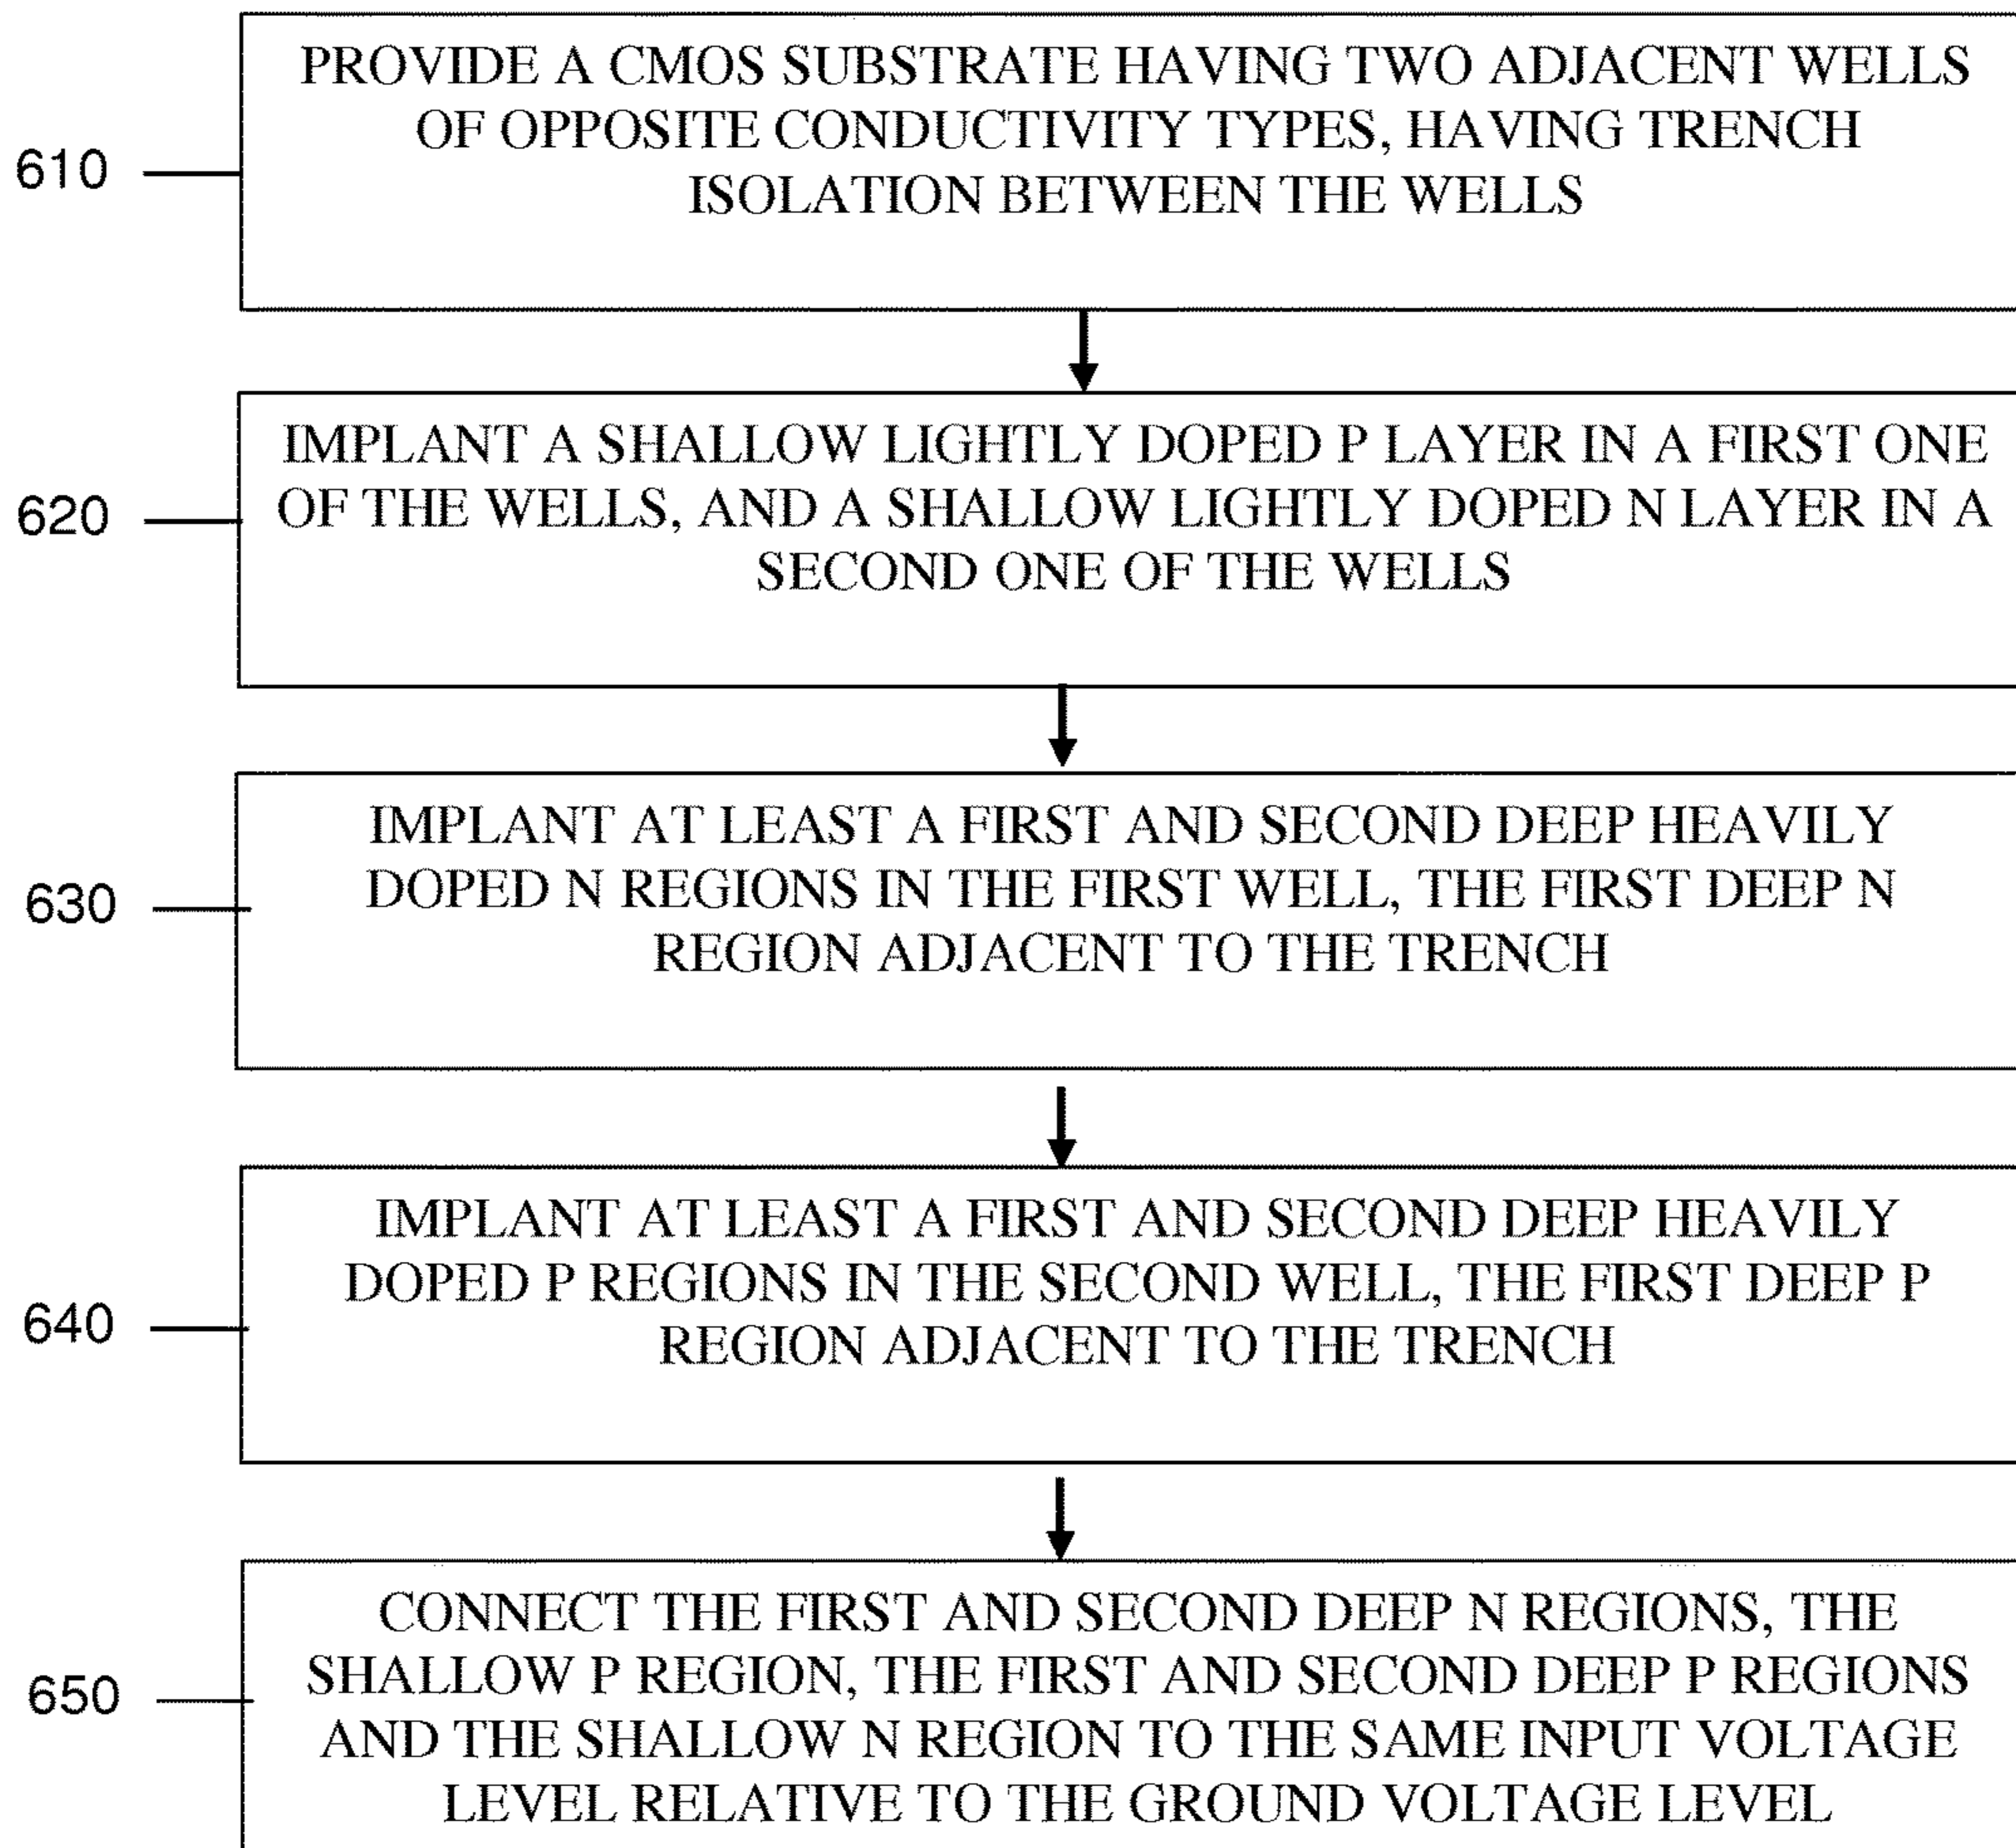 PROVIDE A CMOS SUBSTRATE HAVING TWO ADJACENT WELLS
OF OPPOSITE CONDUCTIVITY TYPES, HAVING TRENCH
ISOLATION BETWEEN THE WELLS
610
IMPLANT A SHALLOW LIGHTLY DOPED P LAYER IN A FIRST ONE
OF THE WELLS, AND A SHALLOW LIGHTLY DOPED N LAYER IN A
SECOND ONE OF THE WELLS
620
IMPLANT AT LEAST A FIRST AND SECOND DEEP HEAVILY
DOPED N REGIONS IN THE FIRST WELL, THE FIRST DEEP N
REGION ADJACENT TO THE TRENCH
630
IMPLANT AT LEAST A FIRST AND SECOND DEEP HEAVILY
DOPED P REGIONS IN THE SECOND WELL, THE FIRST DEEP P
REGION ADJACENT TO THE TRENCH
640
CONNECT THE FIRST AND SECOND DEEP N REGIONS, THE
SHALLOW P REGION, THE FIRST AND SECOND DEEP P REGIONS
AND THE SHALLOW N REGION TO THE SAME INPUT VOLTAGE
LEVEL RELATIVE TO THE GROUND VOLTAGE LEVEL
650